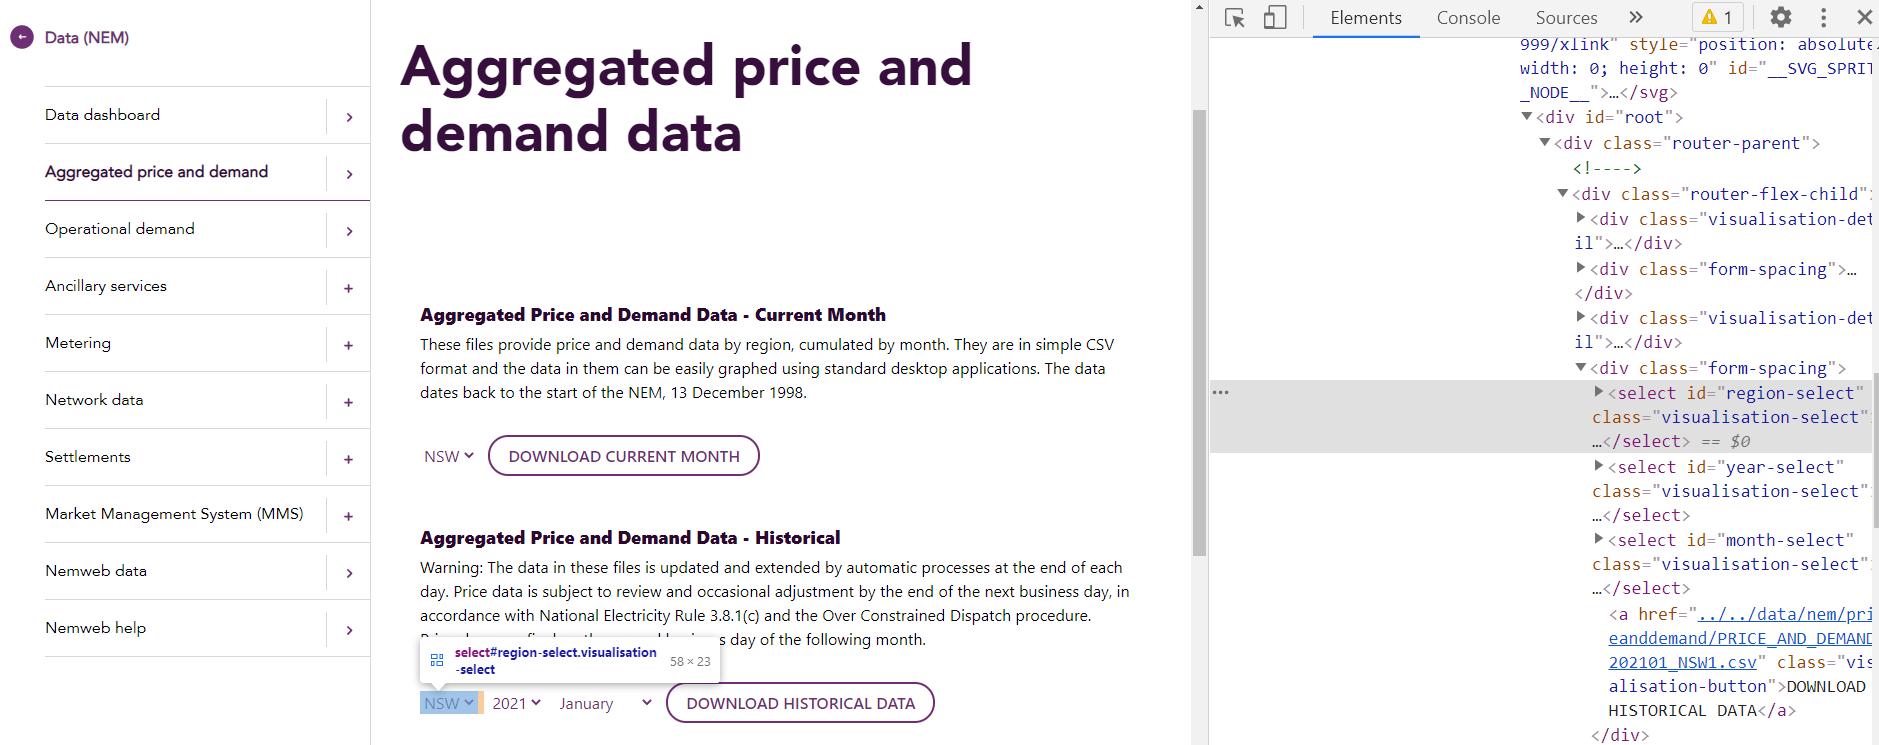 Data (NEM)
Data dashboard
Aggregated price and demand
Operational demand
Ancillary services
Metering
Network data
Settlements
Market Management System (MMS)
Nemweb data
Nemweb help
Aggregated price and
demand data
Aggregated Price and Demand Data - Current Month
These files provide price and demand data by region, cumulated by month. They are in simple CSV
format and the data in them can be easily graphed using standard desktop applications. The data
dates back to the start of the NEM, 13 December 1998.
NSW DOWNLOAD CURRENT MONTH
Aggregated Price and Demand Data - Historical
Warning: The data in these files is updated and extended by automatic processes at the end of each
day. Price data is subject to review and occasional adjustment by the end of the next business day, in
accordance with National Electricity Rule 3.8.1(c) and the Over Constrained Dispatch procedure.
day of the following month.
select#region-select.visualisation
-select
58 × 23
NSW 2021 January DOWNLOAD HISTORICAL DATA
Elements Console Sources » 1
999/xlink" style="position: absolute;
width: 0; height: 0" id="__SVG_SPRIT
_NODE__">…</svg>
<div id="root">
<div class="router-parent">
<!---->
<div class="router-flex-child">
<div class="visualisation-det
il">…</div>
<div class="form-spacing">…
</div>
<div class="visualisation-det
il">…</div>
<div class="form-spacing">
<select id="region-select"
class="visualisation-select">
…</select> == $0
<select id="year-select"
class="visualisation-select">
…</select>
<select id="month-select"
class="visualisation-select">
…</select>
<a href="../../data/nem/pri
eanddemand/PRICE_AND_DEMAND
202101_NSW1.csv" class="vis
alisation-button">DOWNLOAD
HISTORICAL DATA</a>
</div>